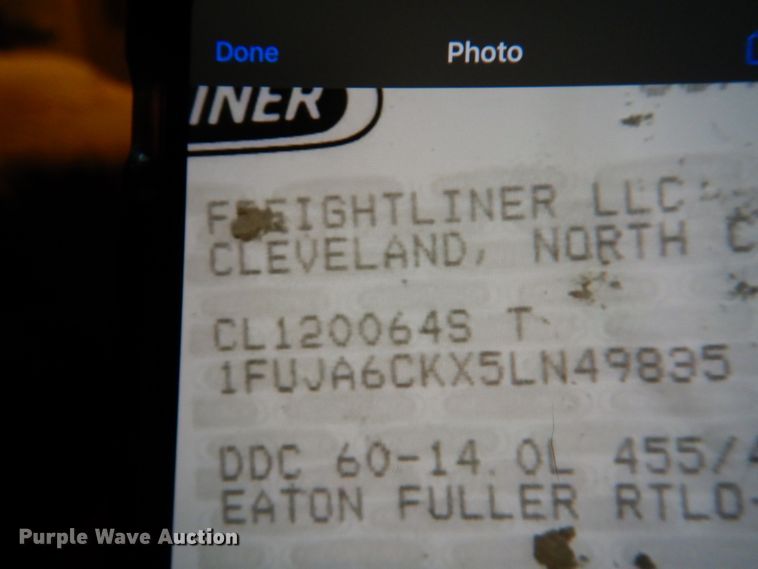 Done Photo
INER
FREIGHTLINER LLC
CLEVELAND, NORTH C
CL120064S T
1FUJA6CKX5LN49835
DDC 60-14.0L 455/4
EATON FULLER RTLO-
Purple Wave Auction